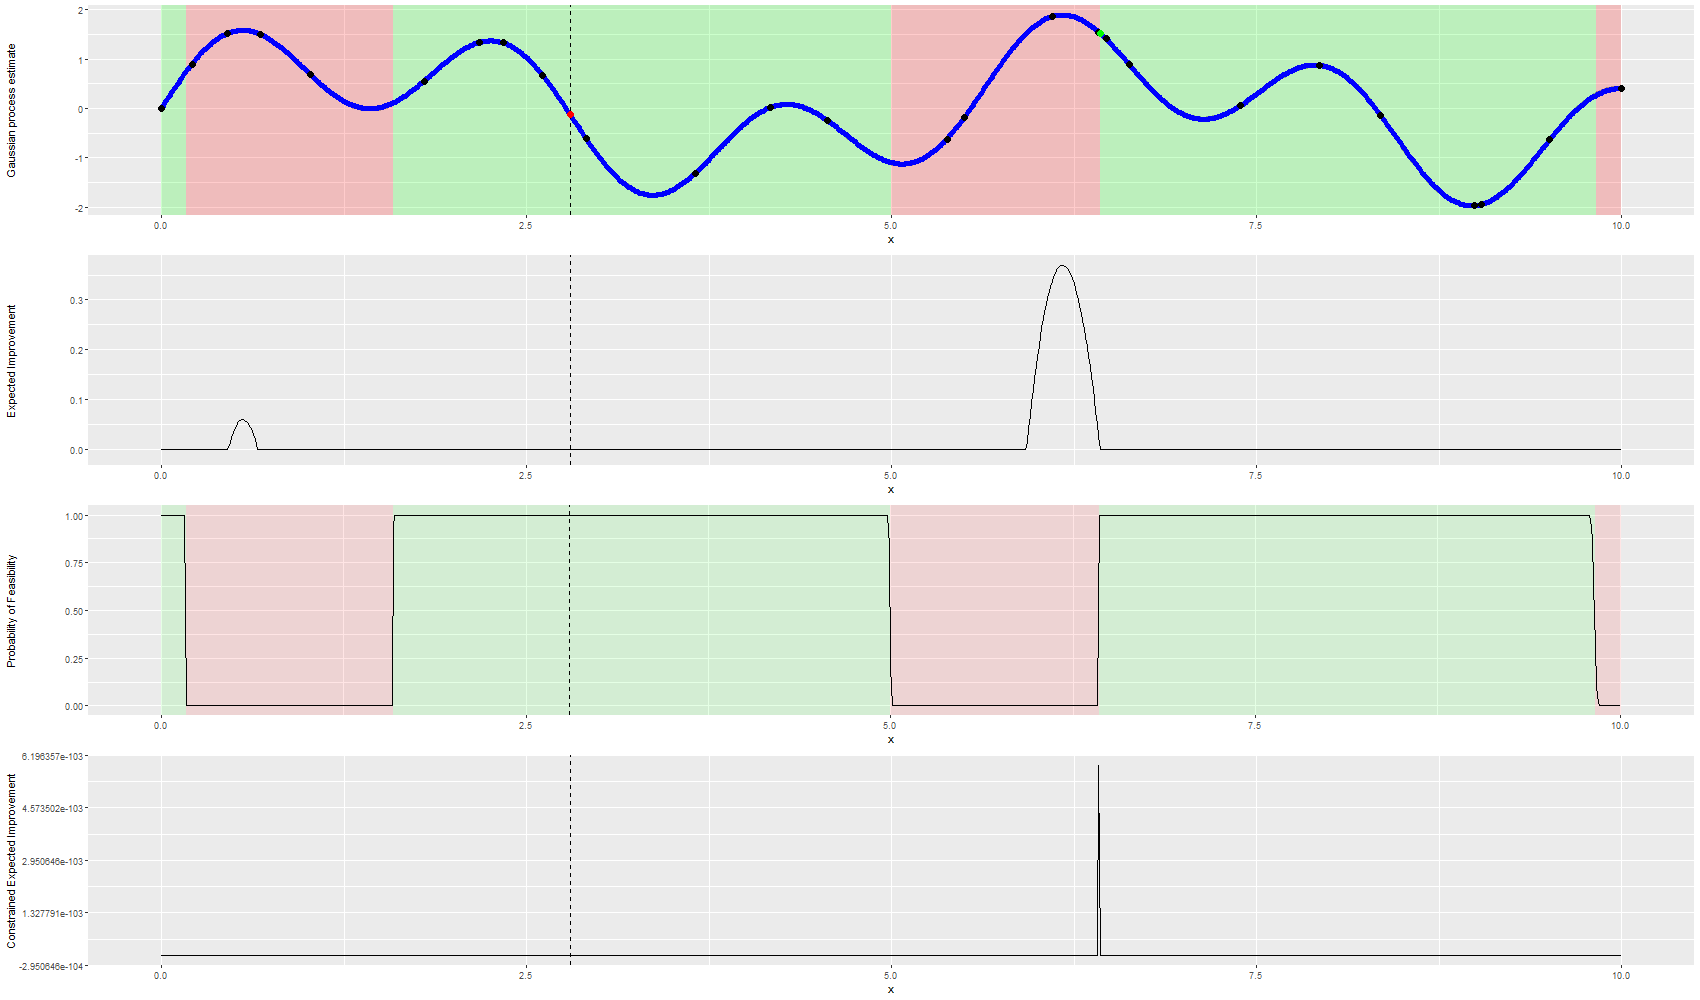 Gaussian process estimate
2
1
0
-1
-2
0.0 2.5 5.0 7.5 10.0
x
Expected Improvement
0.3
0.2
0.1
0.0
0.0 2.5 5.0 7.5 10.0
x
Probability of Feasibility
1.00
0.75
0.50
0.25
0.00
0.0 2.5 5.0 7.5 10.0
x
Constrained Expected Improvement
6.196357e-103
4.573502e-103
2.950646e-103
1.327791e-103
-2.950646e-104
0.0 2.5 5.0 7.5 10.0
x